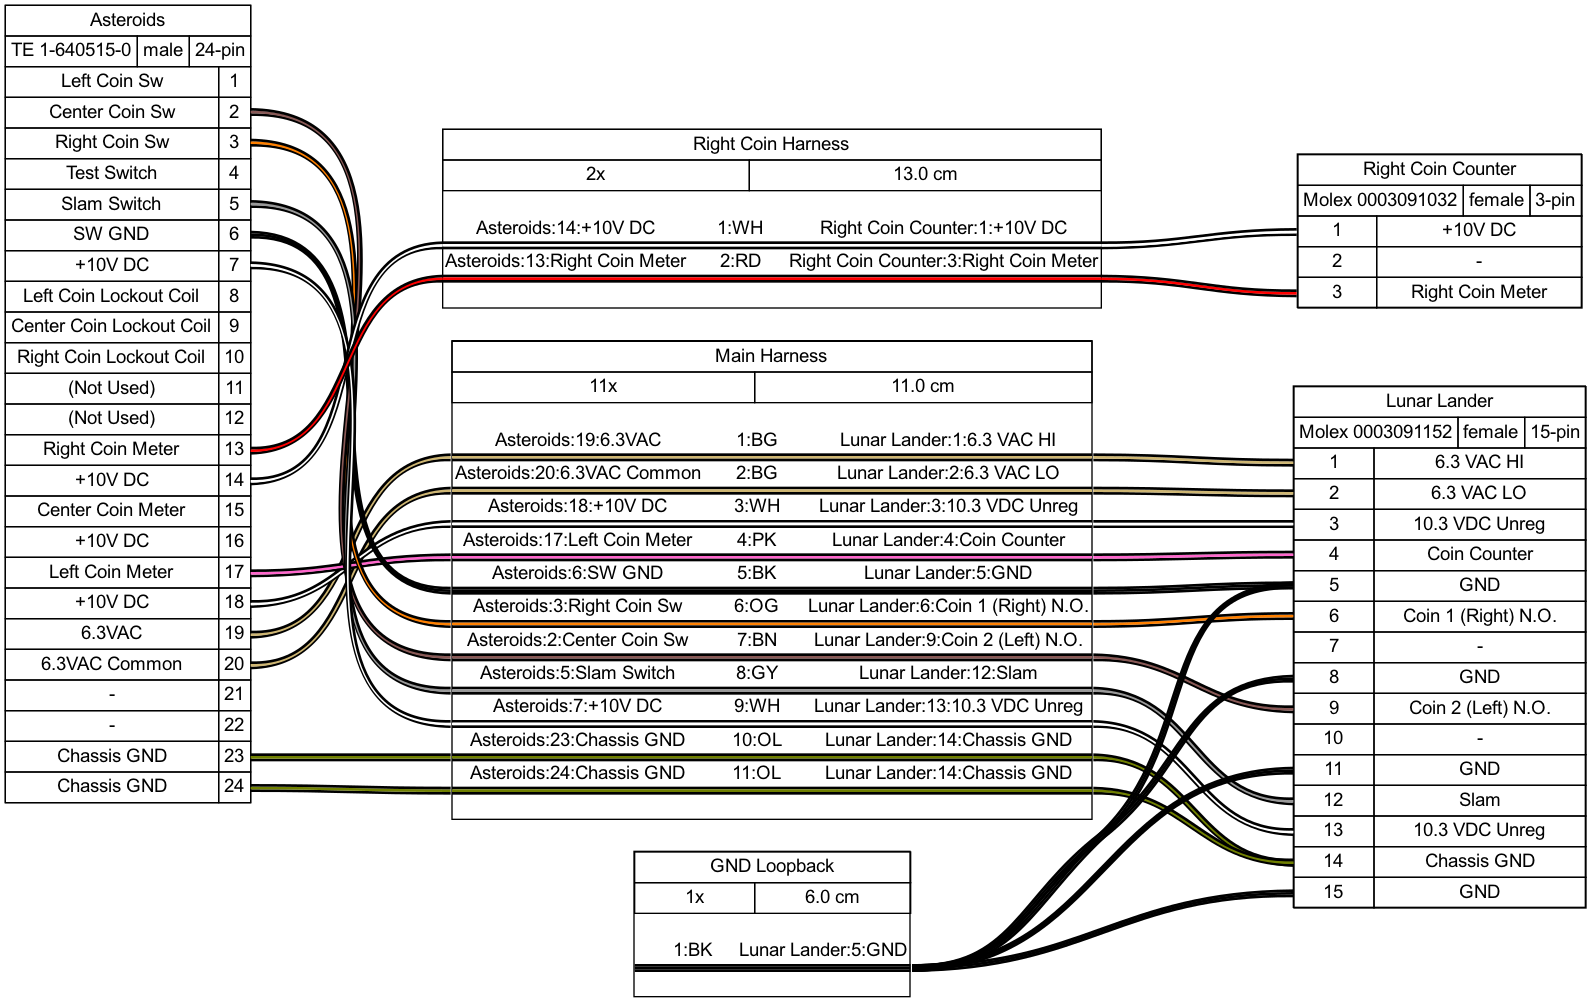 Asteroids
TE 1-640515-0 male 24-pin
Left Coin Sw 1
Center Coin Sw 2
Right Coin Sw 3
Test Switch 4
Slam Switch 5
SW GND 6
+10V DC 7
Left Coin Lockout Coil 8
Center Coin Lockout Coil 9
Right Coin Lockout Coil 10
(Not Used) 11
(Not Used) 12
Right Coin Meter 13
+10V DC 14
Center Coin Meter 15
+10V DC 16
Left Coin Meter 17
+10V DC 18
6.3VAC 19
6.3VAC Common 20
- 21
- 22
Chassis GND 23
Chassis GND 24
Right Coin Harness
2x 13.0 cm
Asteroids:14:+10V DC 1:WH Right Coin Counter:1:+10V DC
Asteroids:13:Right Coin Meter 2:RD Right Coin Counter:3:Right Coin Meter
Main Harness
11x 11.0 cm
Asteroids:19:6.3VAC 1:BG Lunar Lander:1:6.3 VAC HI
Asteroids:20:6.3VAC Common 2:BG Lunar Lander:2:6.3 VAC LO
Asteroids:18:+10V DC 3:WH Lunar Lander:3:10.3 VDC Unreg
Asteroids:17:Left Coin Meter 4:PK Lunar Lander:4:Coin Counter
Asteroids:6:SW GND 5:BK Lunar Lander:5:GND
Asteroids:3:Right Coin Sw 6:OG Lunar Lander:6:Coin 1 (Right) N.O.
Asteroids:2:Center Coin Sw 7:BN Lunar Lander:9:Coin 2 (Left) N.O.
Asteroids:5:Slam Switch 8:GY Lunar Lander:12:Slam
Asteroids:7:+10V DC 9:WH Lunar Lander:13:10.3 VDC Unreg
Asteroids:23:Chassis GND 10:OL Lunar Lander:14:Chassis GND
Asteroids:24:Chassis GND 11:OL Lunar Lander:14:Chassis GND
GND Loopback
1x 6.0 cm
1:BK Lunar Lander:5:GND
Right Coin Counter
Molex 0003091032 female 3-pin
1 +10V DC
2 -
3 Right Coin Meter
Lunar Lander
Molex 0003091152 female 15-pin
1 6.3 VAC HI
2 6.3 VAC LO
3 10.3 VDC Unreg
4 Coin Counter
5 GND
6 Coin 1 (Right) N.O.
7 -
8 GND
9 Coin 2 (Left) N.O.
10 -
11 GND
12 Slam
13 10.3 VDC Unreg
14 Chassis GND
15 GND